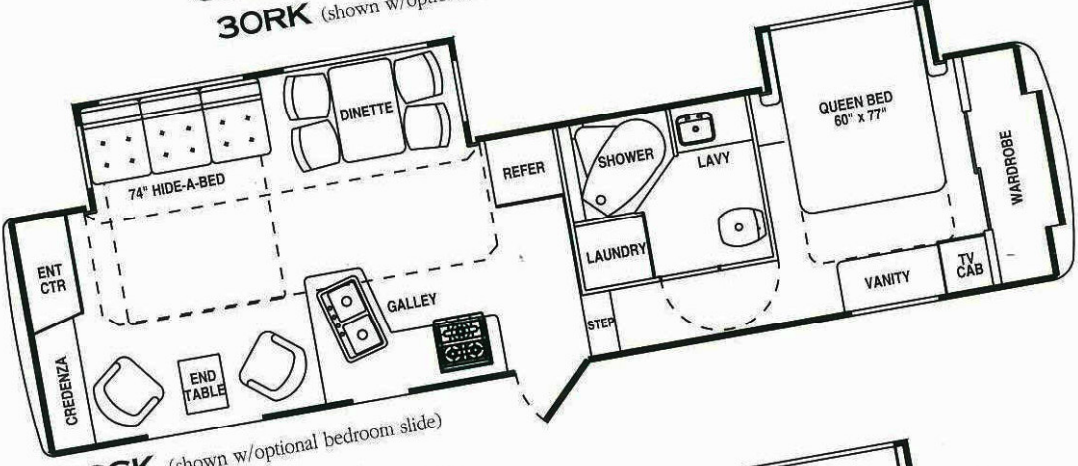 30RK (shown w/
DINETTE
QUEEN BED
60" x 77"
WARDROBE
SHOWER
LAVY
REFER
74" HIDE-A-BED
LAUNDRY
ENT
CTR
GALLEY
VANITY
TV
CAB
STEP
END
TABLE
CREDENZA
(shown w/optional bedroom slide)